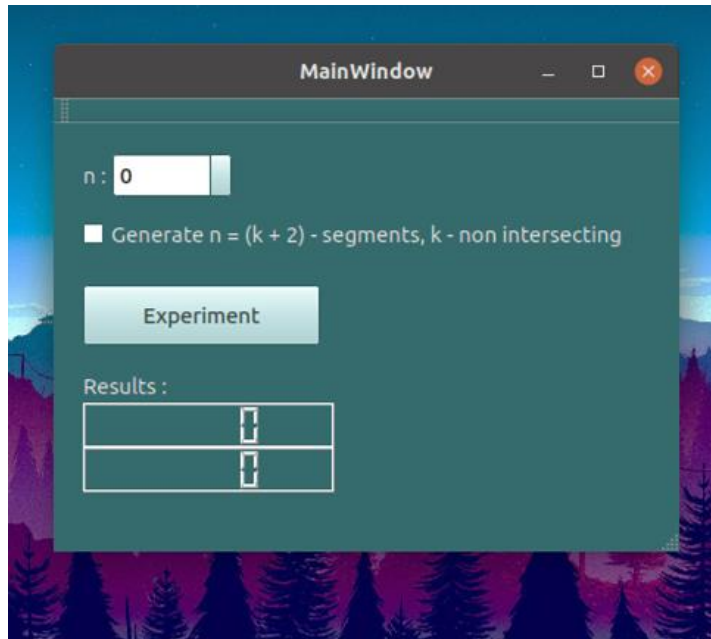 MainWindow
n : 0
Generate n = (k + 2) - segments, k - non intersecting
Experiment
Results :
0
0